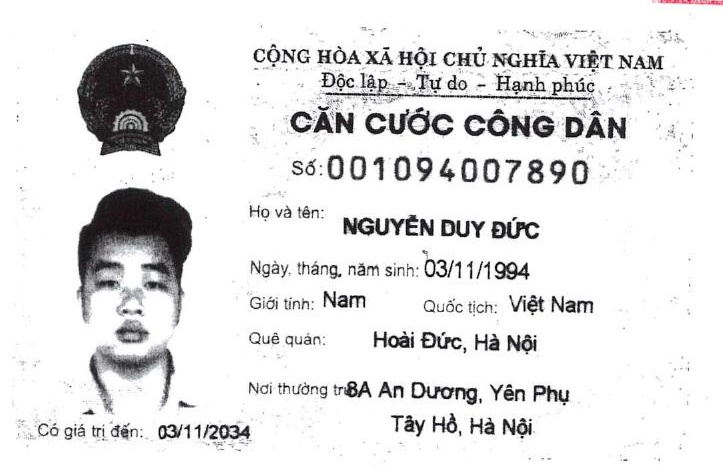 CỘNG HÒA XÃ HỘI CHỦ NGHĨA VIỆT NAM
Độc lập - Tự do - Hạnh phúc
CĂN CƯỚC CÔNG DÂN
Số: 001094007890
Họ và tên: NGUYỄN DUY ĐỨC
Ngày, tháng, năm sinh: 03/11/1994
Giới tính: Nam Quốc tịch: Việt Nam
Quê quán: Hoài Đức, Hà Nội
Nơi thường trú: 8A An Dương, Yên Phụ
Tây Hồ, Hà Nội
Có giá trị đến: 03/11/2034